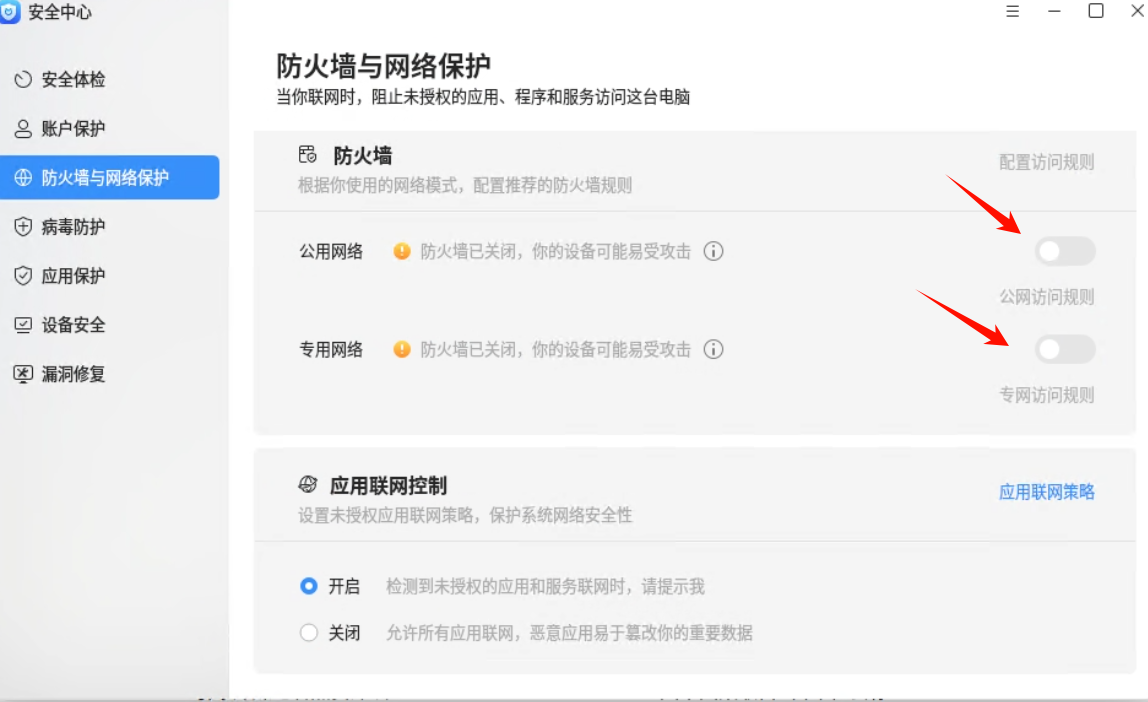 安全中心
安全体检
账户保护
防火墙与网络保护
病毒防护
应用保护
设备安全
漏洞修复
防火墙与网络保护
当你联网时，阻止未授权的应用、程序和服务访问这台电脑
防火墙
配置访问规则
根据你使用的网络模式，配置推荐的防火墙规则
公用网络 防火墙已关闭，你的设备可能易受攻击
公网访问规则
专用网络 防火墙已关闭，你的设备可能易受攻击
专网访问规则
应用联网控制
应用联网策略
设置未授权应用联网策略，保护系统网络安全性
开启 检测到未授权的应用和服务联网时，请提示我
关闭 允许所有应用联网，恶意应用易于篡改你的重要数据